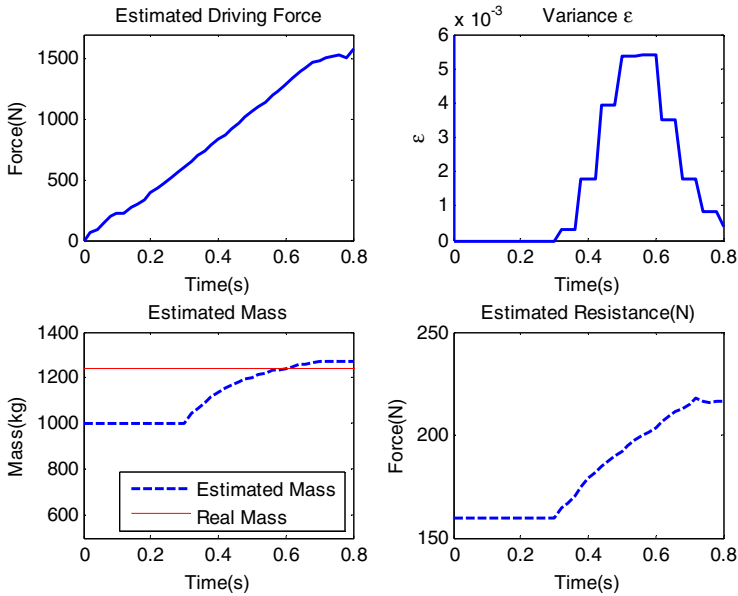 Estimated Driving Force
Force(N)
1500
1000
500
0
0
0.2
0.4
0.6
0.8
Time(s)
x 10^-3
Variance ε
ε
6
5
4
3
2
1
0
0
0.2
0.4
0.6
0.8
Time(s)
Estimated Mass
Mass(kg)
1400
1200
1000
800
600
Estimated Mass
Real Mass
0
0.2
0.4
0.6
0.8
Time(s)
Estimated Resistance(N)
Force(N)
250
200
150
0
0.2
0.4
0.6
0.8
Time(s)